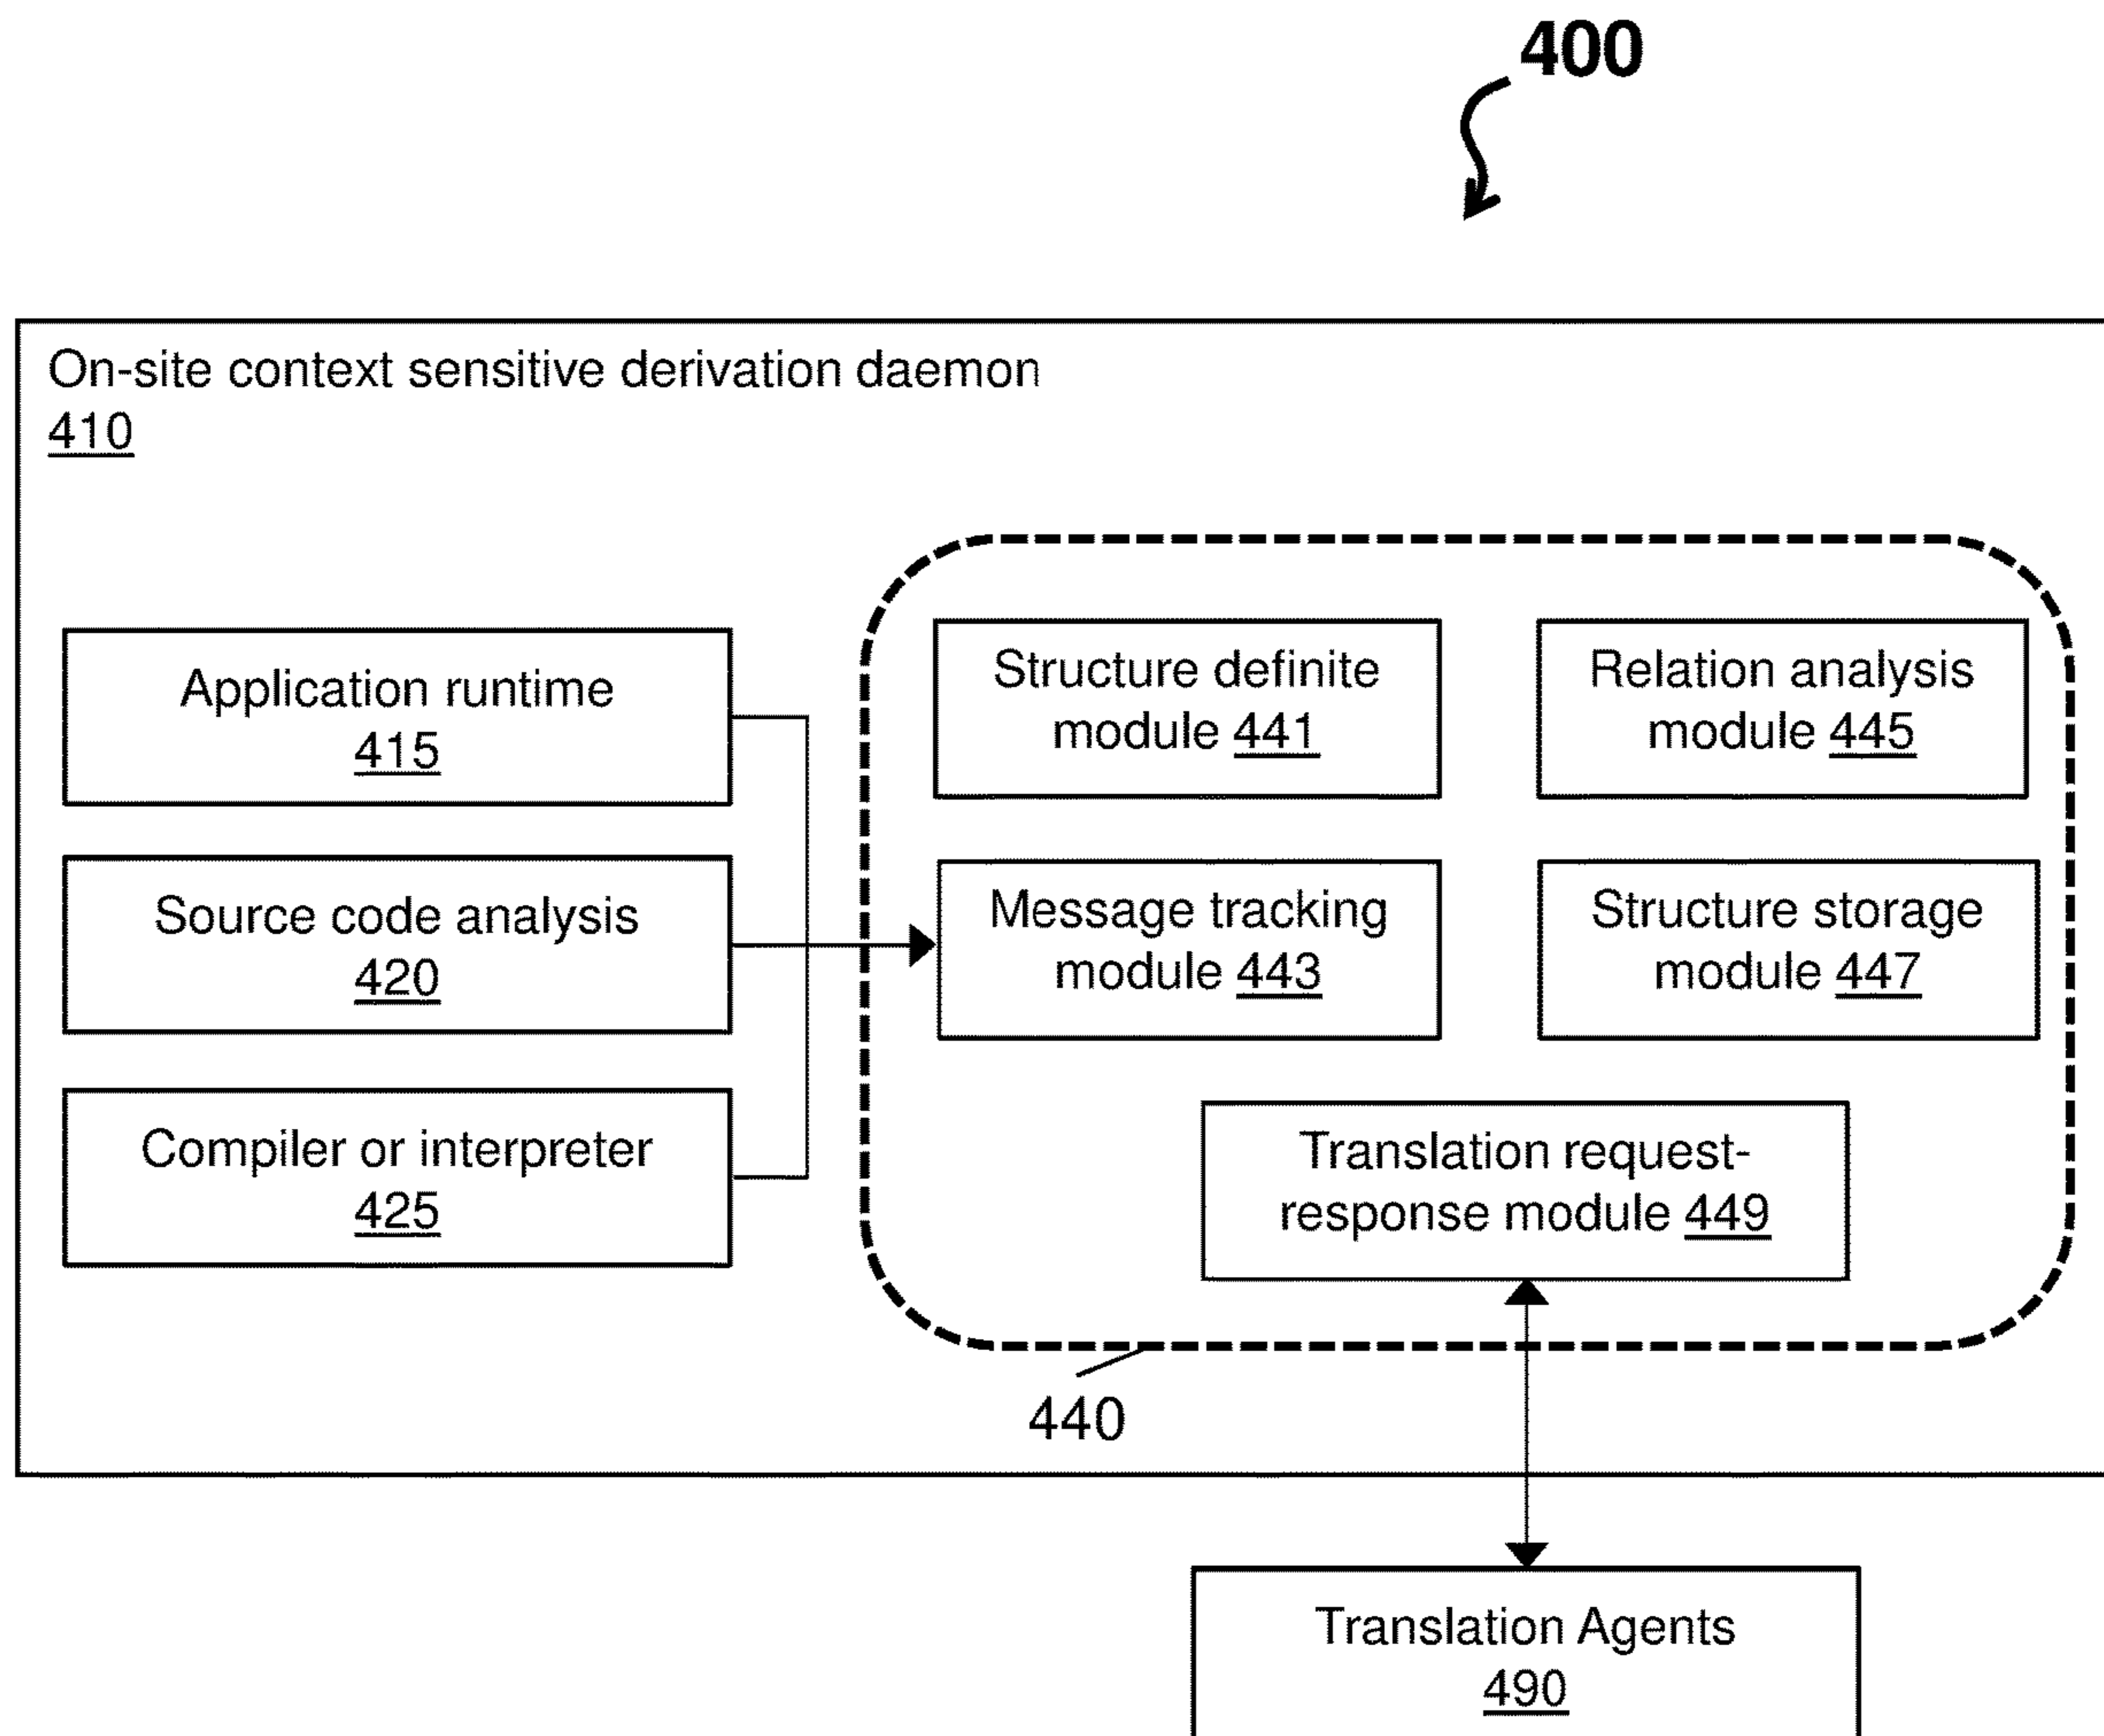 400
On-site context sensitive derivation daemon
410
Application runtime
415
Source code analysis
420
Compiler or interpreter
425
Structure definite
module 441
Relation analysis
module 445
Message tracking
module 443
Structure storage
module 447
Translation request-
response module 449
440
Translation Agents
490